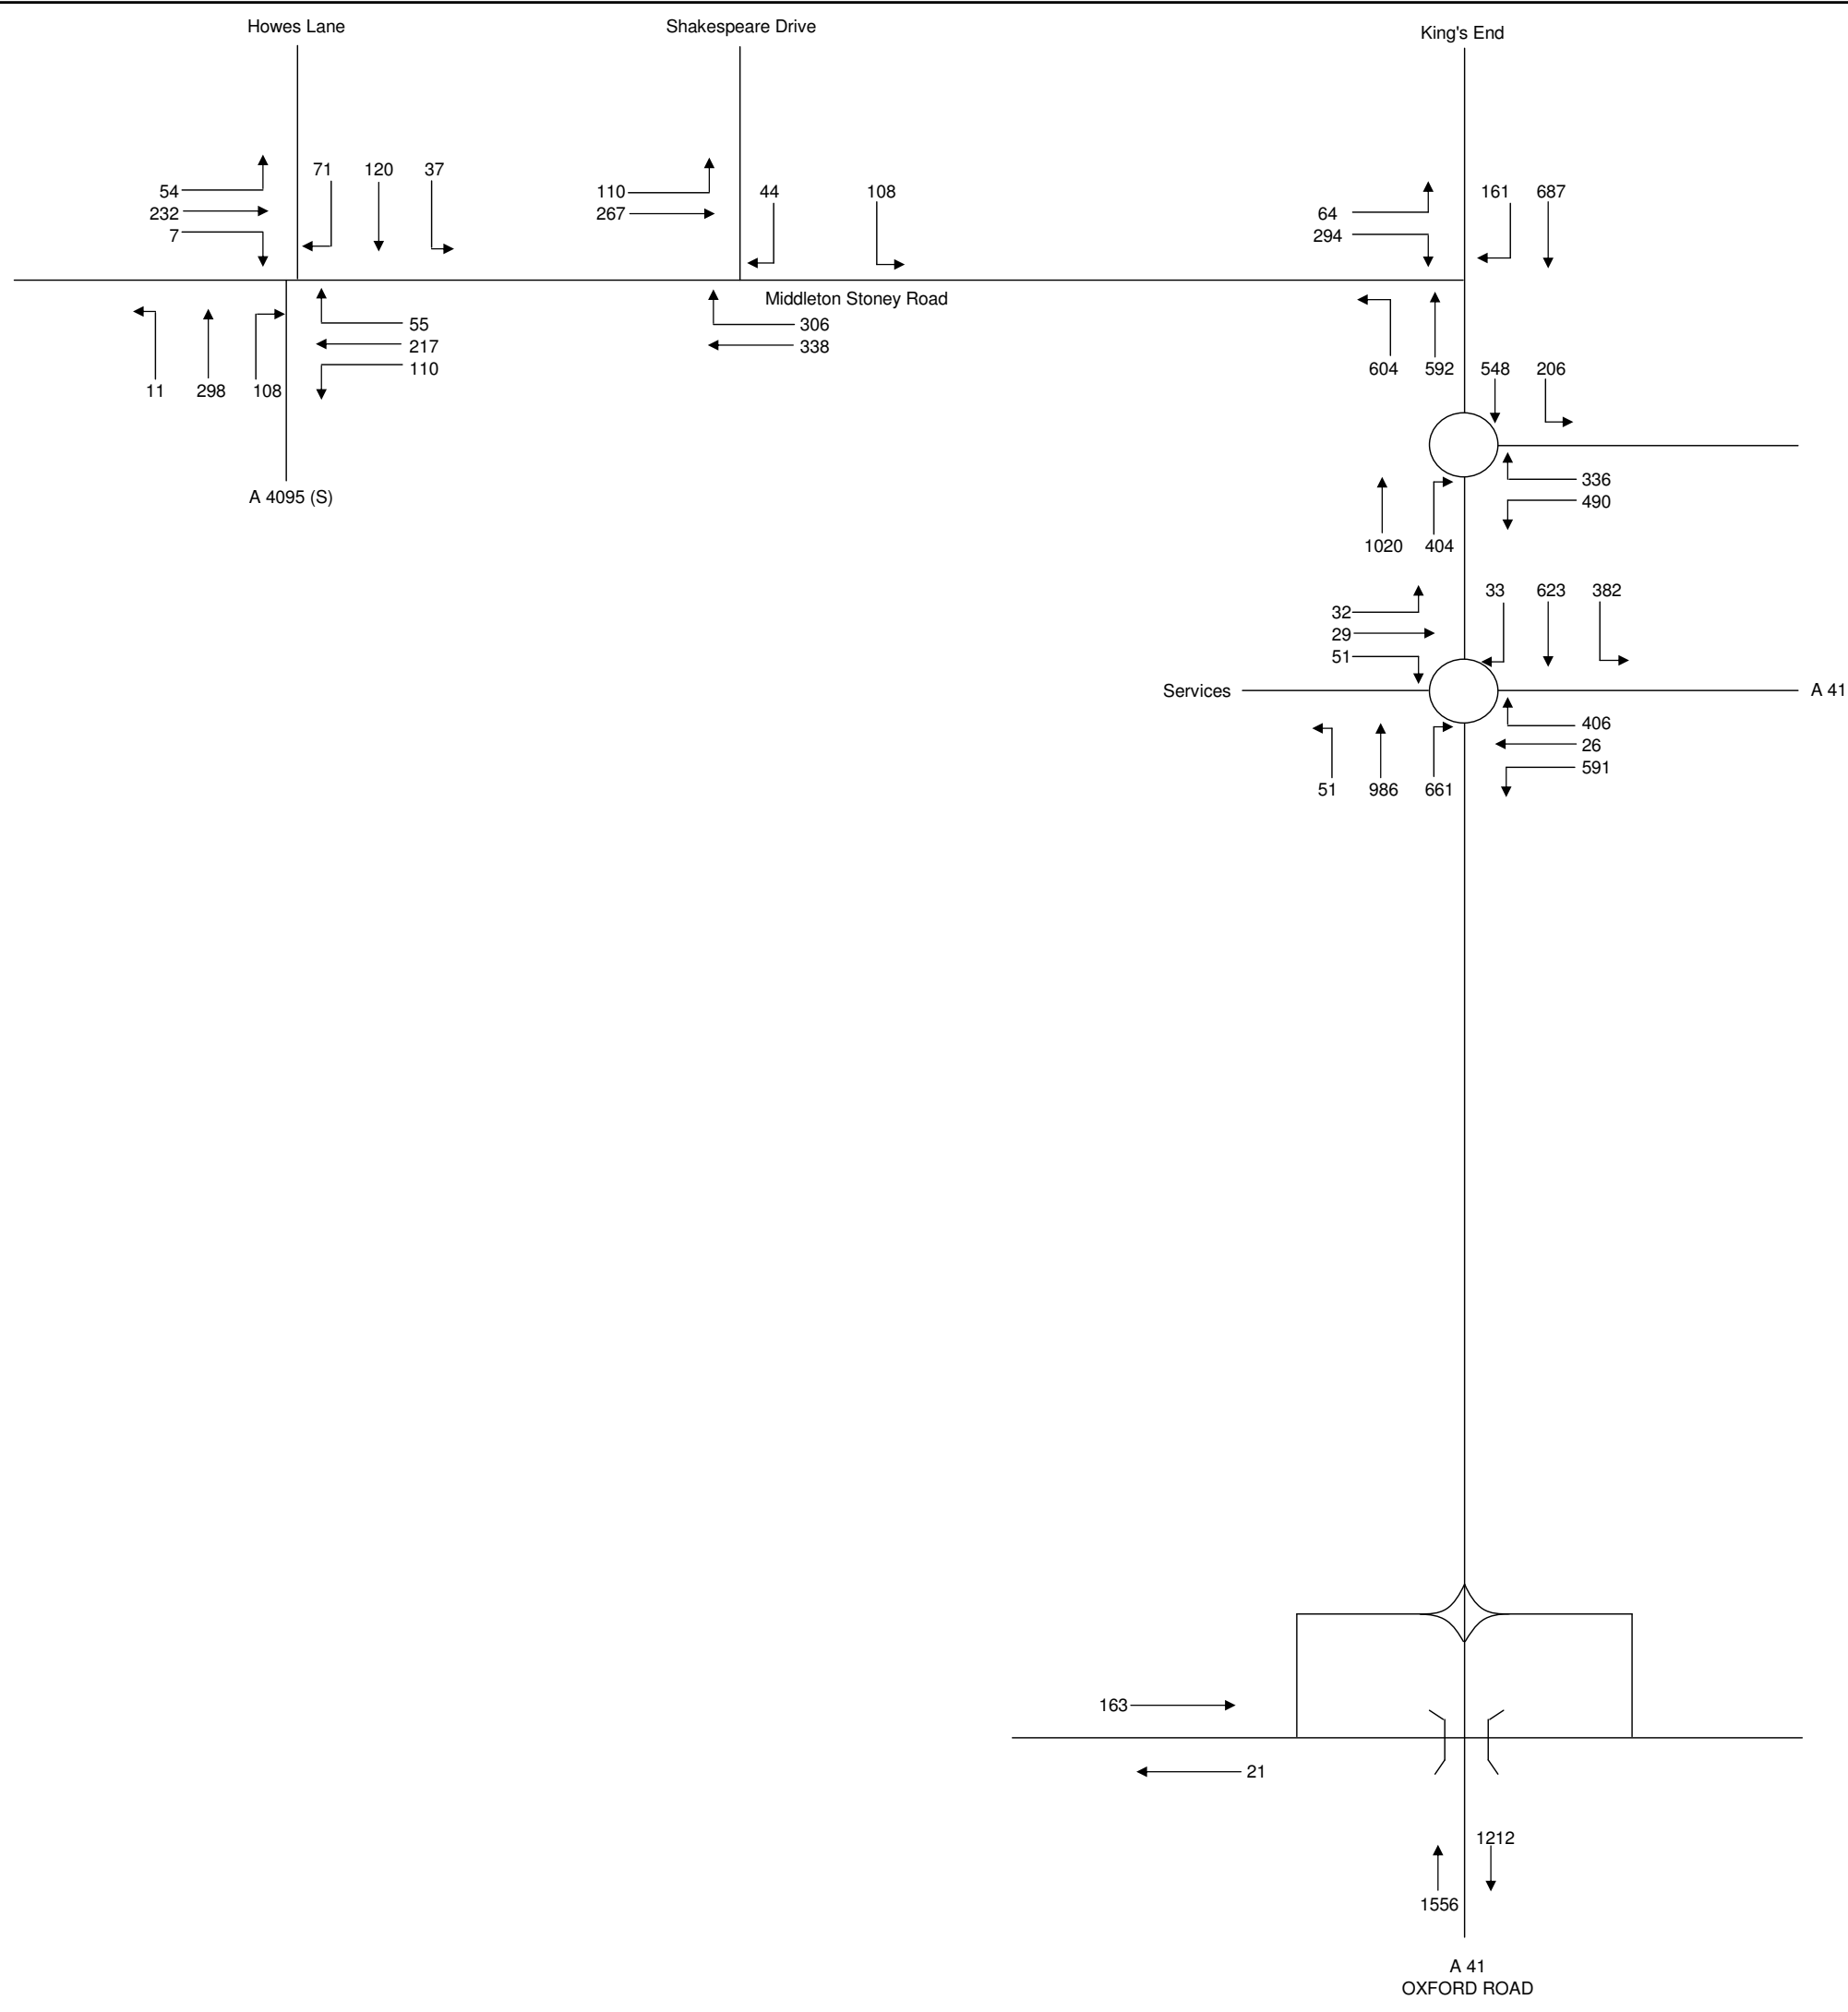 Howes Lane
Shakespeare Drive
King's End
71 120 37
54
232
7
110
267
44 108
64
294
161 687
Middleton Stoney Road
55
217
110
11 298 108
306
338
604 592 548 206
A 4095 (S)
336
490
1020 404
32
29
51
33 623 382
Services
A 41
406
26
591
51 986 661
163
21
1212
1556
A 41
OXFORD ROAD